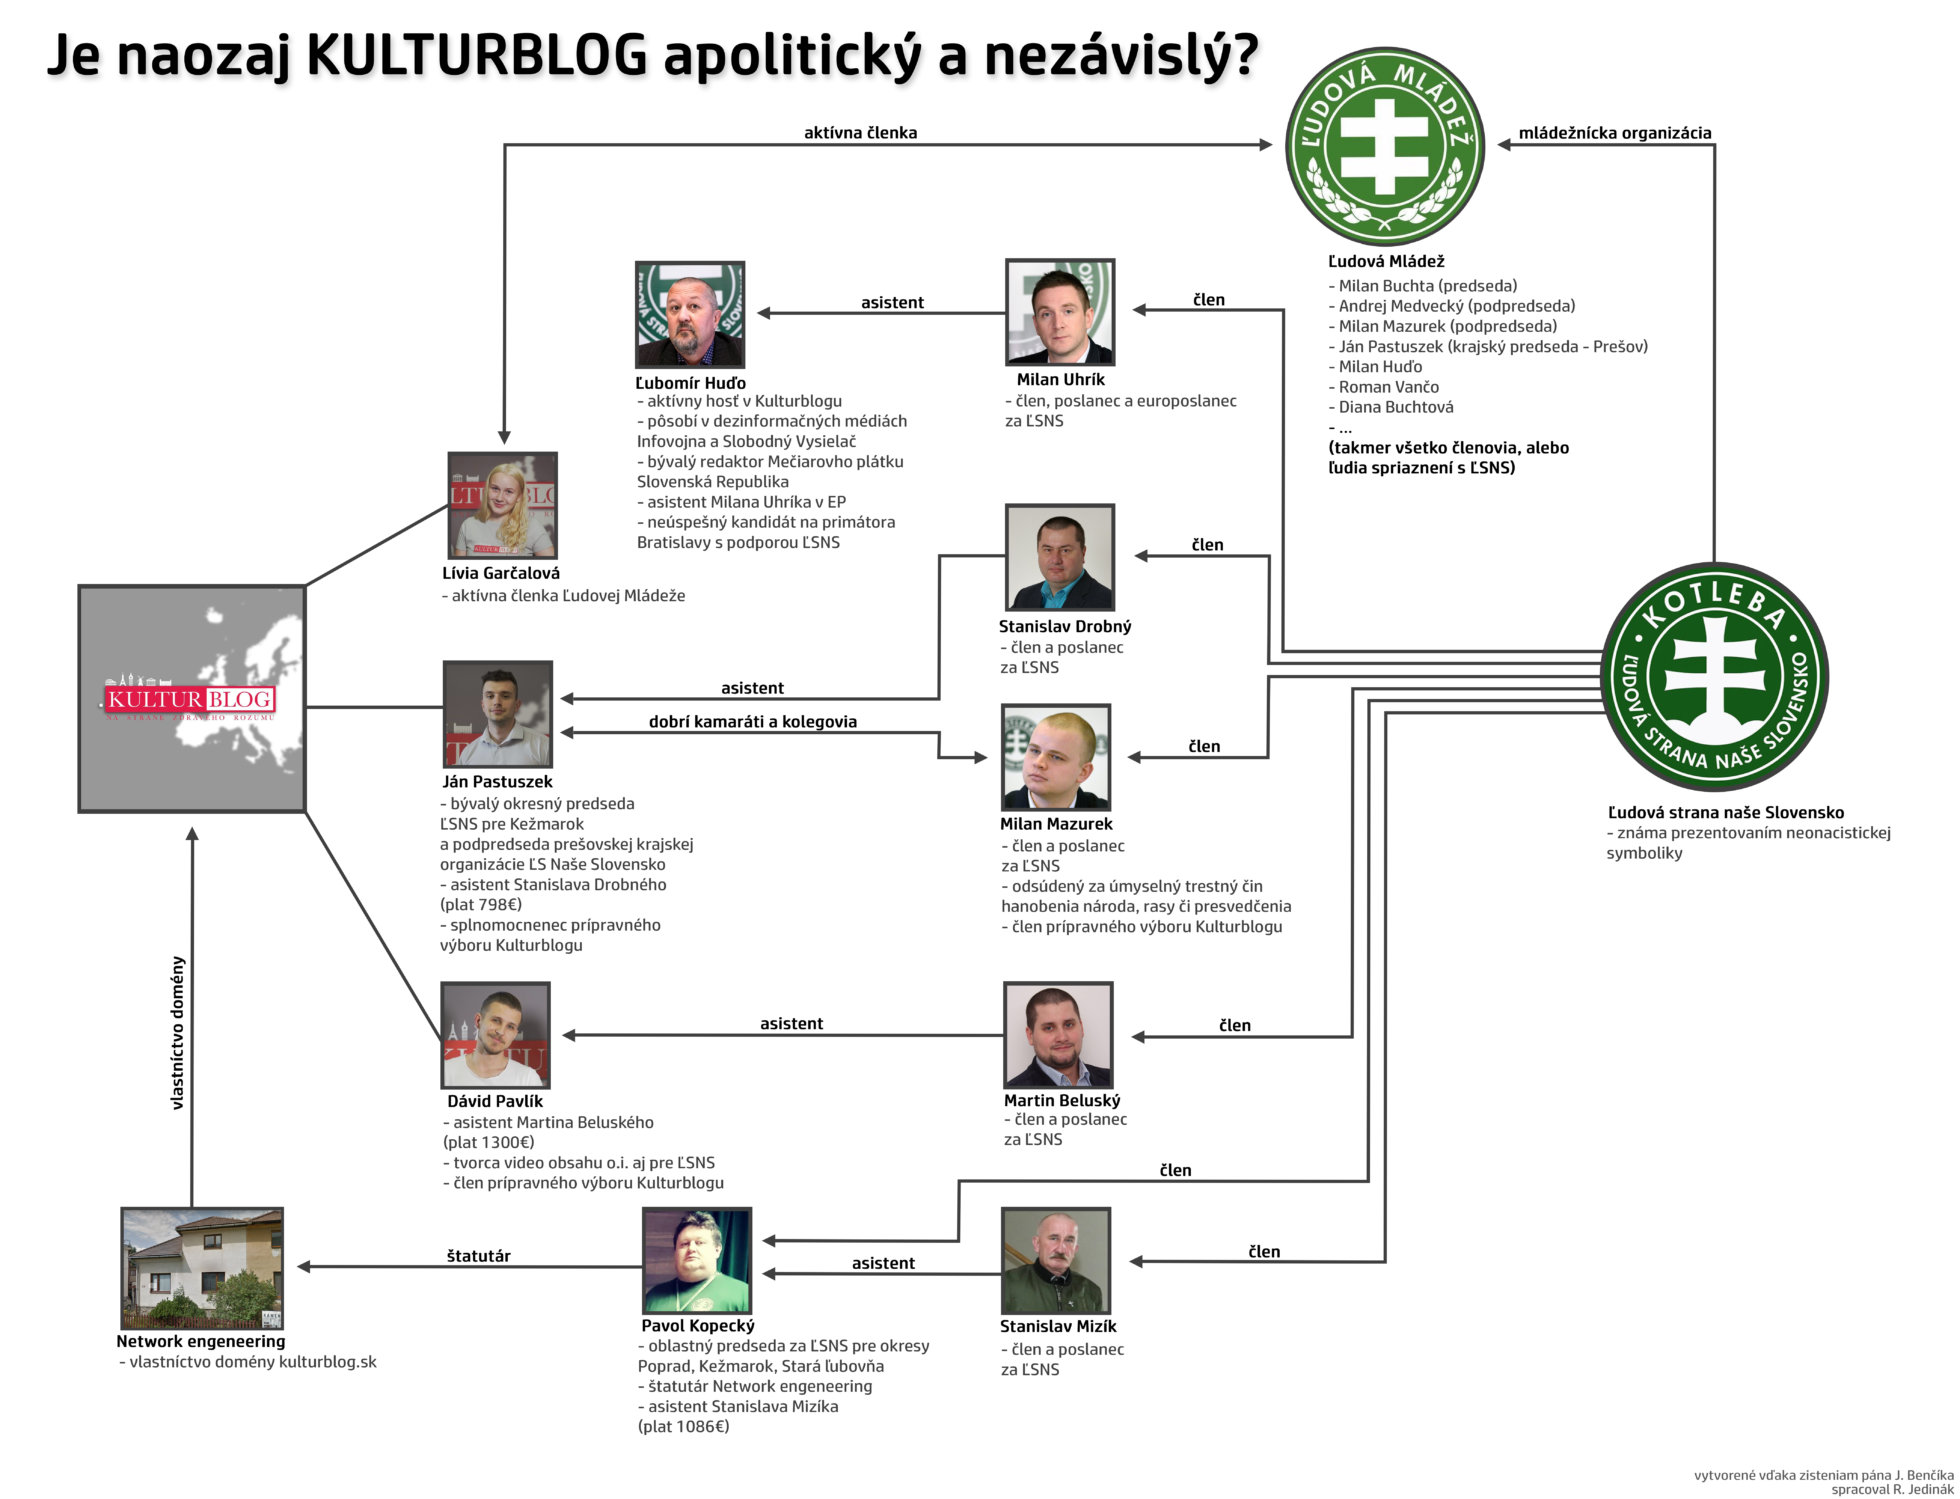 Je naozaj KULTURBLOG apolitický a nezávislý?
ĽUDOVÁ MLÁDEŽ
aktívna členka
mládežnícka organizácia
Ľudová Mládež
- Milan Buchta (predseda)
- Andrej Medvecký (podpredseda)
- Milan Mazurek (podpredseda)
- Ján Pastuszek (krajský predseda - Prešov)
- Milan Huďo
- Roman Vančo
- Diana Buchtová
- ...
(takmer všetko členovia, alebo
ľudia spriaznení s ĽSNS)
asistent
člen
Ľubomír Huďo
- aktívny hosť v Kulturblogu
- pôsobí v dezinformačných médiách
Infovojna a Slobodný Vysielač
- bývalý redaktor Mečiarovho plátku
Slovenská Republika
- asistent Milana Uhríka v EP
- neúspešný kandidát na primátora
Bratislavy s podporou ĽSNS
Milan Uhrík
- člen, poslanec a europoslanec
za ĽSNS
Lívia Garčalová
- aktívna členka Ľudovej Mládeže
člen
Stanislav Drobný
- člen a poslanec
za ĽSNS
KULTUR BLOG
NA STRANE ZDRAVÉHO ROZUMU
asistent
dobrí kamaráti a kolegovia
člen
Ján Pastuszek
- bývalý okresný predseda
ĽSNS pre Kežmarok
a podpredseda prešovskej krajskej
organizácie ĽS Naše Slovensko
- asistent Stanislava Drobného
(plat 798€)
- splnomocnenec prípravného
výboru Kulturblogu
Milan Mazurek
- člen a poslanec
za ĽSNS
- odsúdený za úmyselný trestný čin
hanobenia národa, rasy či presvedčenia
- člen prípravného výboru Kulturblogu
KOTLEBA
ĽUDOVÁ STRANA NAŠE SLOVENSKO
Ľudová strana naše Slovensko
- známa prezentovaním neonacistickej
symboliky
vlastníctvo domény
asistent
člen
Dávid Pavlík
- asistent Martina Beluského
(plat 1300€)
- tvorca video obsahu o.i. aj pre ĽSNS
- člen prípravného výboru Kulturblogu
Martin Beluský
- člen a poslanec
za ĽSNS
člen
štatutár
asistent
člen
Network engeneering
- vlastníctvo domény kulturblog.sk
Pavol Kopecký
- oblastný predseda za ĽSNS pre okresy
Poprad, Kežmarok, Stará ľubovňa
- štatutár Network engeneering
- asistent Stanislava Mizíka
(plat 1086€)
Stanislav Mizík
- člen a poslanec
za ĽSNS
vytvorené vďaka zisteniam pána J. Benčíka
spracoval R. Jedinák